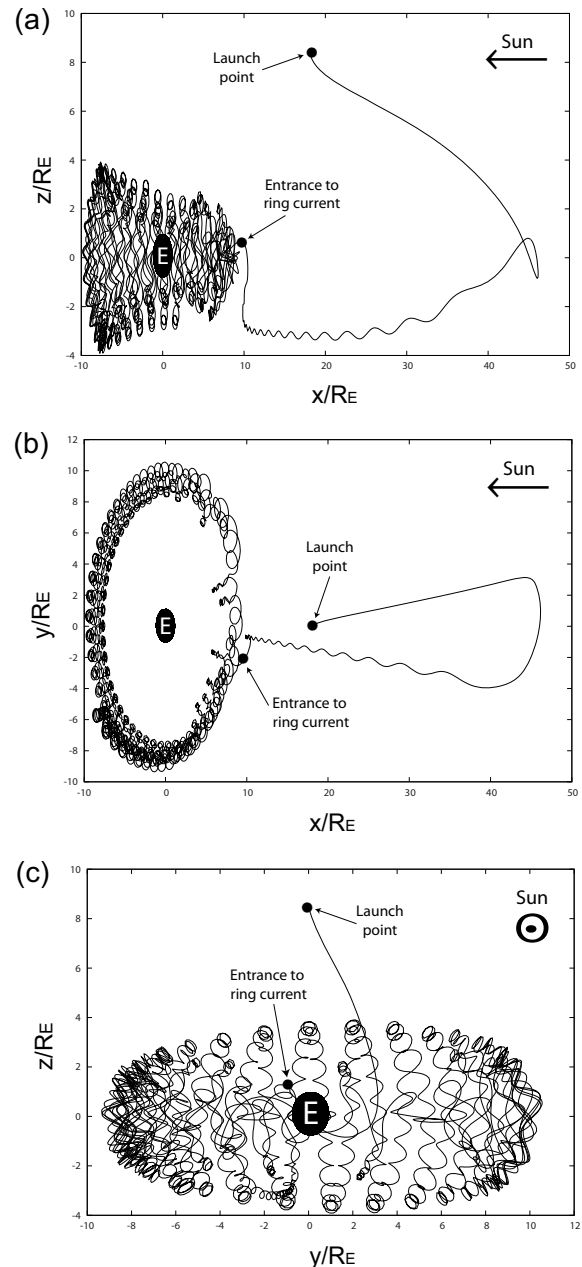 (a)
Launch
point
Sun
Entrance to
ring current
E
z/RE
10
8
6
4
2
0
-2
-4
-10
0
10
20
30
40
50
x/RE
(b)
Sun
Launch
point
E
Entrance to
ring current
y/RE
12
10
8
6
4
2
0
-2
-4
-6
-8
-10
-10
0
10
20
30
40
50
x/RE
(c)
Launch
point
Sun
Entrance to
ring current
E
z/RE
10
8
6
4
2
0
-2
-4
-10
-8
-6
-4
-2
0
2
4
6
8
10
12
y/RE